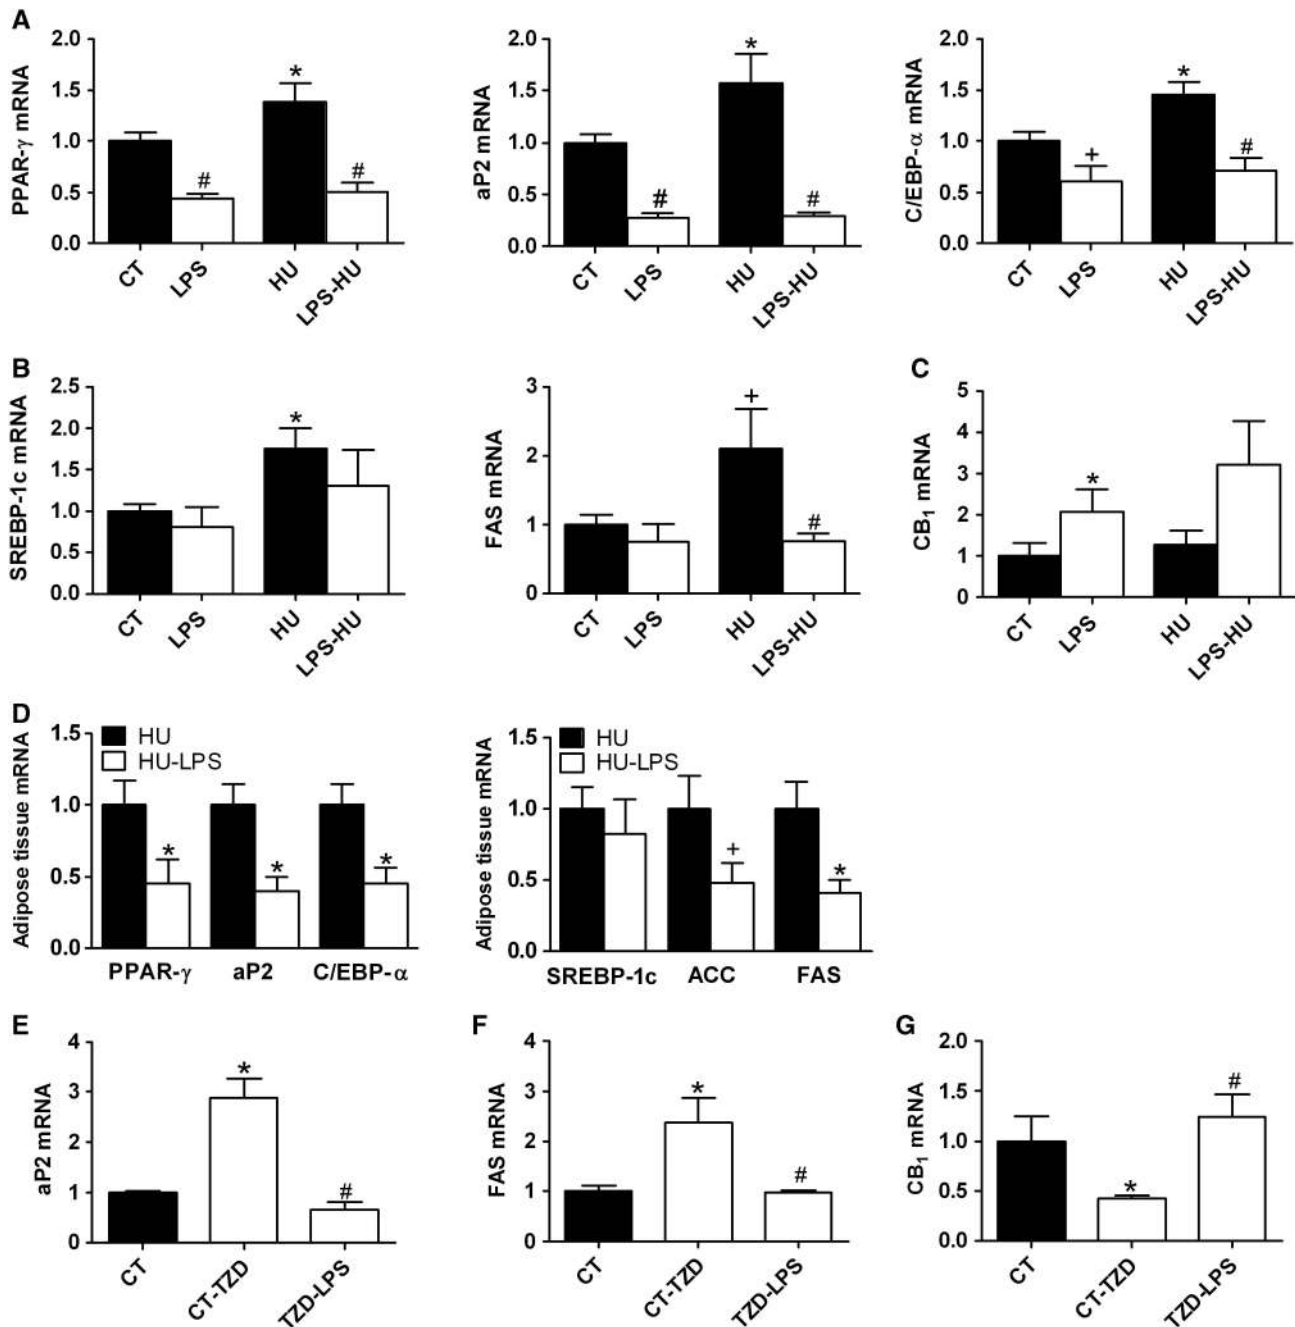 A
PPAR-γ mRNA
2.0
1.5
1.0
0.5
0.0
*
#
#
CT
LPS
HU
LPS-HU
aP2 mRNA
2.0
1.5
1.0
0.5
0.0
*
#
#
CT
LPS
HU
LPS-HU
C/EBP-α mRNA
2.0
1.5
1.0
0.5
0.0
+
*
#
CT
LPS
HU
LPS-HU
B
SREBP-1c mRNA
2.5
2.0
1.5
1.0
0.5
0.0
*
CT
LPS
HU
LPS-HU
FAS mRNA
3
2
1
0
+
#
CT
LPS
HU
LPS-HU
C
CB1 mRNA
5
4
3
2
1
0
*
CT
LPS
HU
LPS-HU
D
Adipose tissue mRNA
1.5
1.0
0.5
0.0
HU
HU-LPS
*
*
*
PPAR-γ
aP2
C/EBP-α
Adipose tissue mRNA
1.5
1.0
0.5
0.0
HU
HU-LPS
+
*
SREBP-1c
ACC
FAS
E
aP2 mRNA
4
3
2
1
0
*
#
CT
CT-TZD
TZD-LPS
F
FAS mRNA
4
3
2
1
0
*
#
CT
CT-TZD
TZD-LPS
G
CB1 mRNA
2.0
1.5
1.0
0.5
0.0
*
#
CT
CT-TZD
TZD-LPS